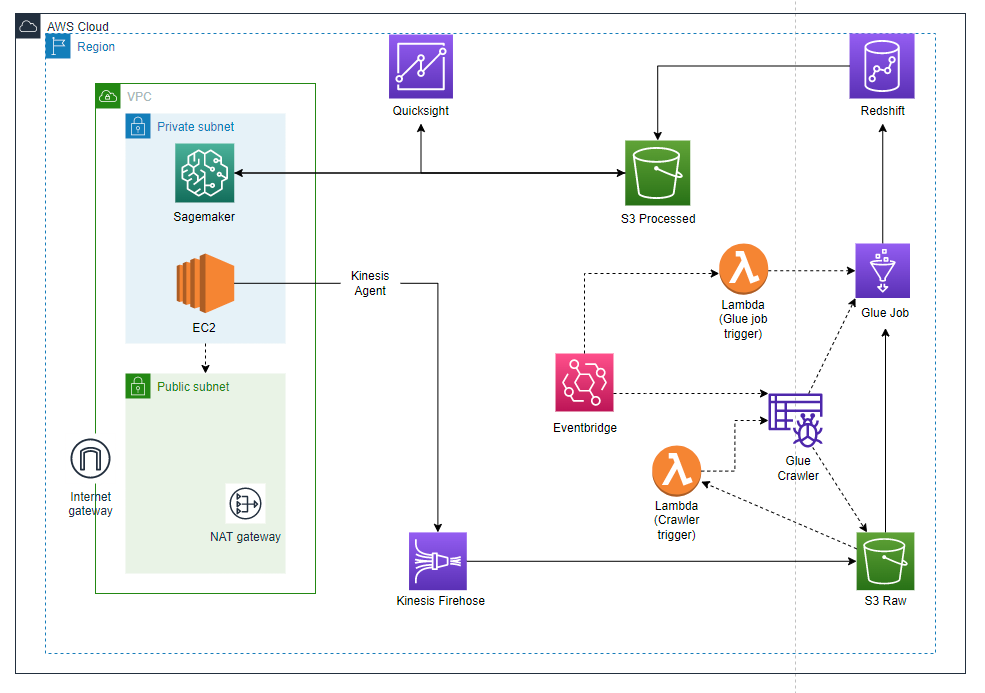 AWS Cloud
Region
VPC
Private subnet
Sagemaker
EC2
Public subnet
Internet
gateway
NAT gateway
Quicksight
Kinesis
Agent
Kinesis Firehose
S3 Processed
Redshift
Lambda
(Glue job
trigger)
Glue Job
Eventbridge
Glue
Crawler
Lambda
(Crawler
trigger)
S3 Raw